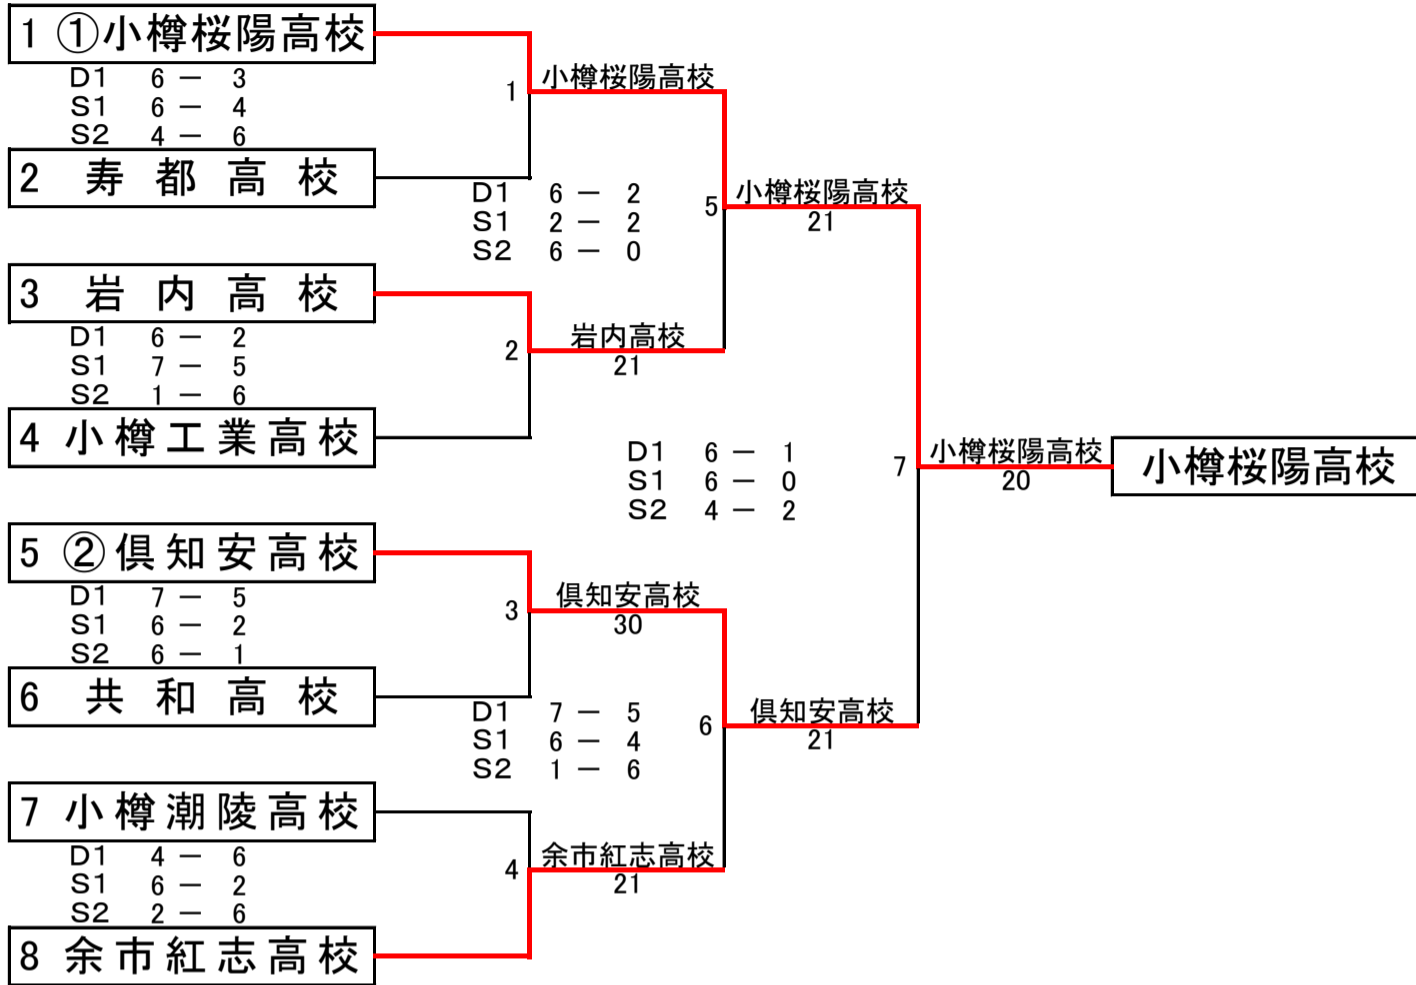 1 ①小樽桜陽高校
D1 6 － 3
S1 6 － 4
S2 4 － 6
2 寿都高校
1
小樽桜陽高校
D1 6 － 2
S1 2 － 2
S2 6 － 0
5
小樽桜陽高校
21
3 岩内高校
D1 6 － 2
S1 7 － 5
S2 1 － 6
4 小樽工業高校
2
岩内高校
21
D1 6 － 1
S1 6 － 0
S2 4 － 2
7
小樽桜陽高校
20
小樽桜陽高校
5 ②倶知安高校
D1 7 － 5
S1 6 － 2
S2 6 － 1
6 共和高校
3
倶知安高校
30
D1 7 － 5
S1 6 － 4
S2 1 － 6
6
倶知安高校
21
7 小樽潮陵高校
D1 4 － 6
S1 6 － 2
S2 2 － 6
8 余市紅志高校
4
余市紅志高校
21